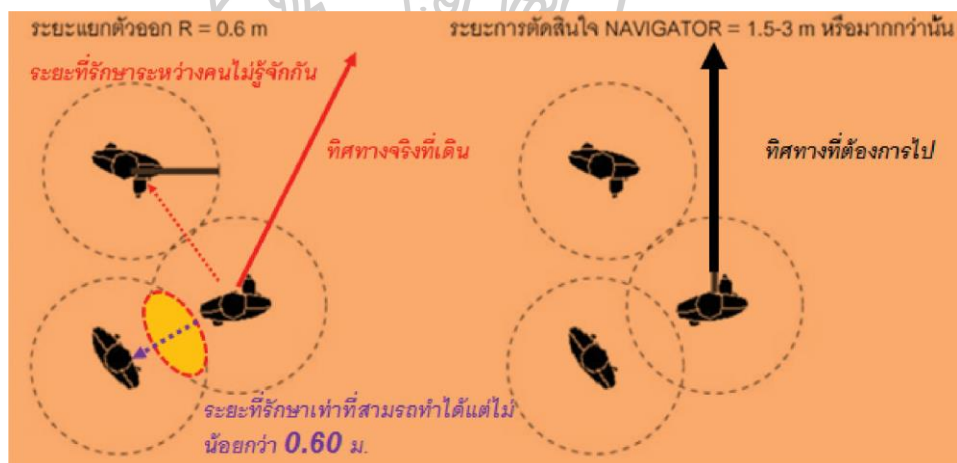 ระยะแยกตัวออก R = 0.6 m
ระยะการตัดสินใจ NAVIGATOR = 1.5-3 m หรือมากกว่านั้น
ระยะที่รักษาระหว่างคนไม่รู้จักกัน
ทิศทางจริงที่เดิน
ทิศทางที่ต้องการไป
ระยะที่รักษาเท่าที่สามรถทำได้แต่ไม่
น้อยกว่า 0.60 ม.